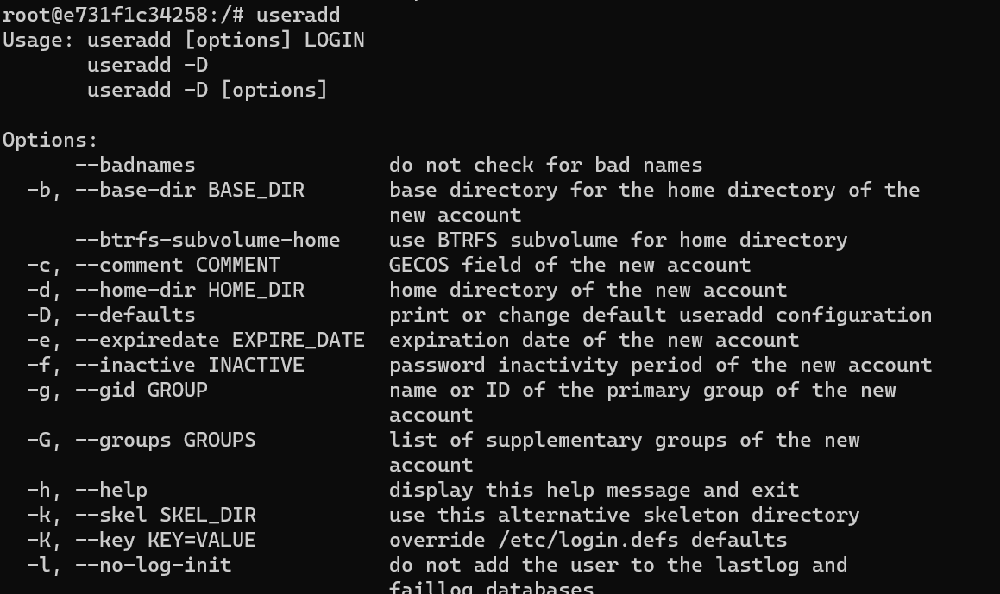 root@e731f1c34258:/# useradd
Usage: useradd [options] LOGIN
       useradd -D
       useradd -D [options]

Options:
      --badnames                do not check for bad names
  -b, --base-dir BASE_DIR       base directory for the home directory of the
                                new account
      --btrfs-subvolume-home    use BTRFS subvolume for home directory
  -c, --comment COMMENT         GECOS field of the new account
  -d, --home-dir HOME_DIR       home directory of the new account
  -D, --defaults                print or change default useradd configuration
  -e, --expiredate EXPIRE_DATE  expiration date of the new account
  -f, --inactive INACTIVE       password inactivity period of the new account
  -g, --gid GROUP               name or ID of the primary group of the new
                                account
  -G, --groups GROUPS           list of supplementary groups of the new
                                account
  -h, --help                    display this help message and exit
  -k, --skel SKEL_DIR           use this alternative skeleton directory
  -K, --key KEY=VALUE           override /etc/login.defs defaults
  -l, --no-log-init             do not add the user to the lastlog and
                                faillog databases